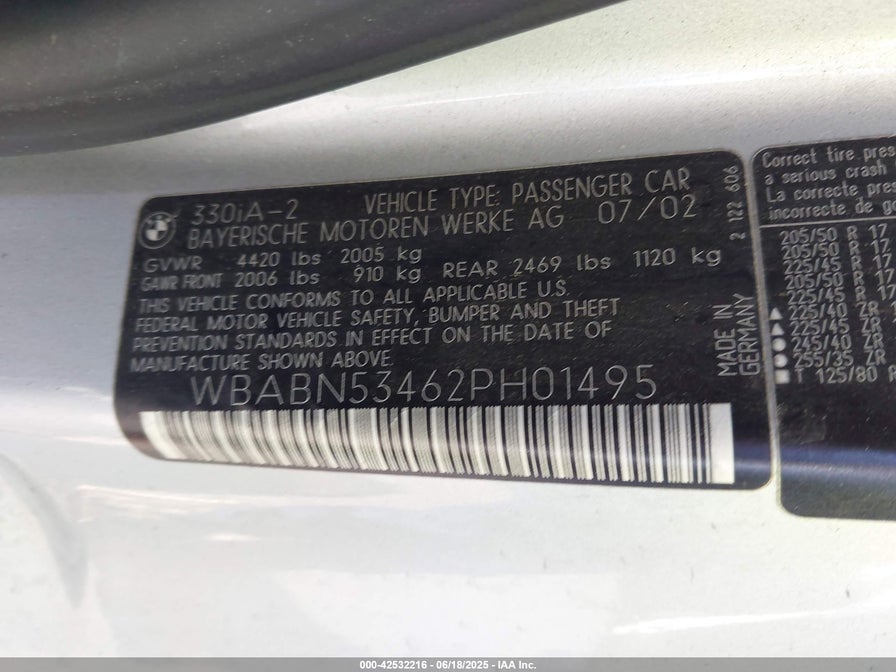 330iA-2 VEHICLE TYPE: PASSENGER CAR
BAYERISCHE MOTOREN WERKE AG 07/02
GVWR 4420 lbs 2005 kg
GAWR FRONT 2006 lbs 910 kg REAR 2469 lbs 1120 kg
THIS VEHICLE CONFORMS TO ALL APPLICABLE U.S.
FEDERAL MOTOR VEHICLE SAFETY, BUMPER AND THEFT
PREVENTION STANDARDS IN EFFECT ON THE DATE OF
MANUFACTURE SHOWN ABOVE.
WBABN53462PH01495
2 122 606
MADE IN
GERMANY
Correct tire pres
a serious crash
La correcte pre
incorrecte de
205/50 R 17
205/50 R 17
225/45 R 17
205/50 R 17
225/45 R 17
225/40 ZR
225/45 ZR
245/40 ZR
255/35 ZR
T 125/80 R
000-42532216 - 06/18/2025 - IAA Inc.